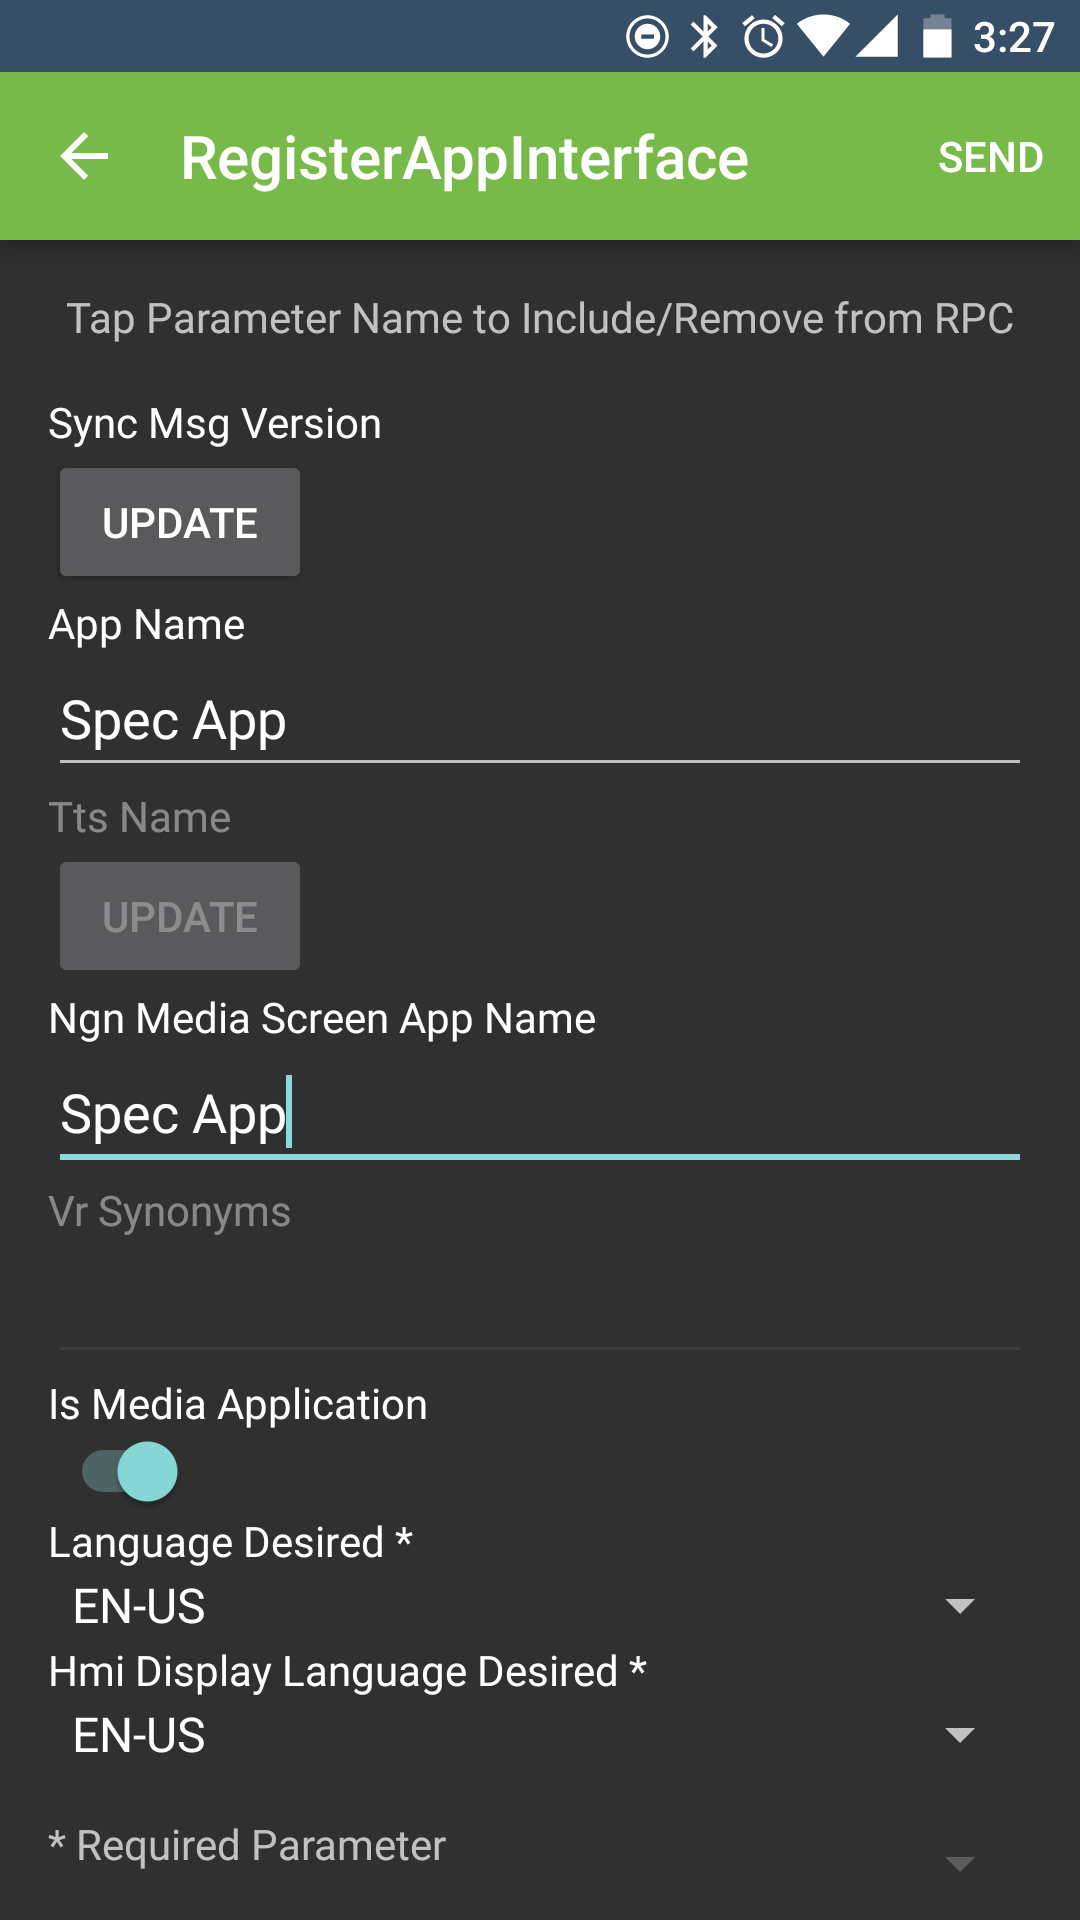 3:27
RegisterAppInterface SEND
Tap Parameter Name to Include/Remove from RPC
Sync Msg Version
UPDATE
App Name
Spec App
Tts Name
UPDATE
Ngn Media Screen App Name
Spec App
Vr Synonyms
Is Media Application
Language Desired *
EN-US
Hmi Display Language Desired *
EN-US
* Required Parameter